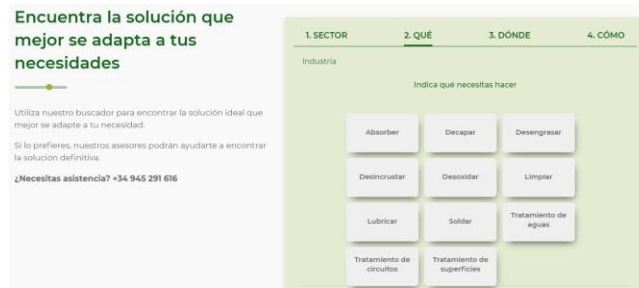 Encuentra la solución que
mejor se adapta a tus
necesidades
Utiliza nuestro buscador para encontrar la solución ideal que
mejor se adapte a tu necesidad.
Si lo prefieres, nuestros asesores podrán ayudarte a encontrar
la solución definitiva.
¿Necesitas asistencia? +34 945 291 616
1. SECTOR 2. QUÉ 3. DÓNDE 4. CÓMO
Industria
Indica qué necesitas hacer
Absorber Decapar Desengrasar
Desincrustar Desoxidar Limpiar
Lubricar Soldar Tratamiento de
aguas
Tratamiento de Tratamiento de
circuitos superficies